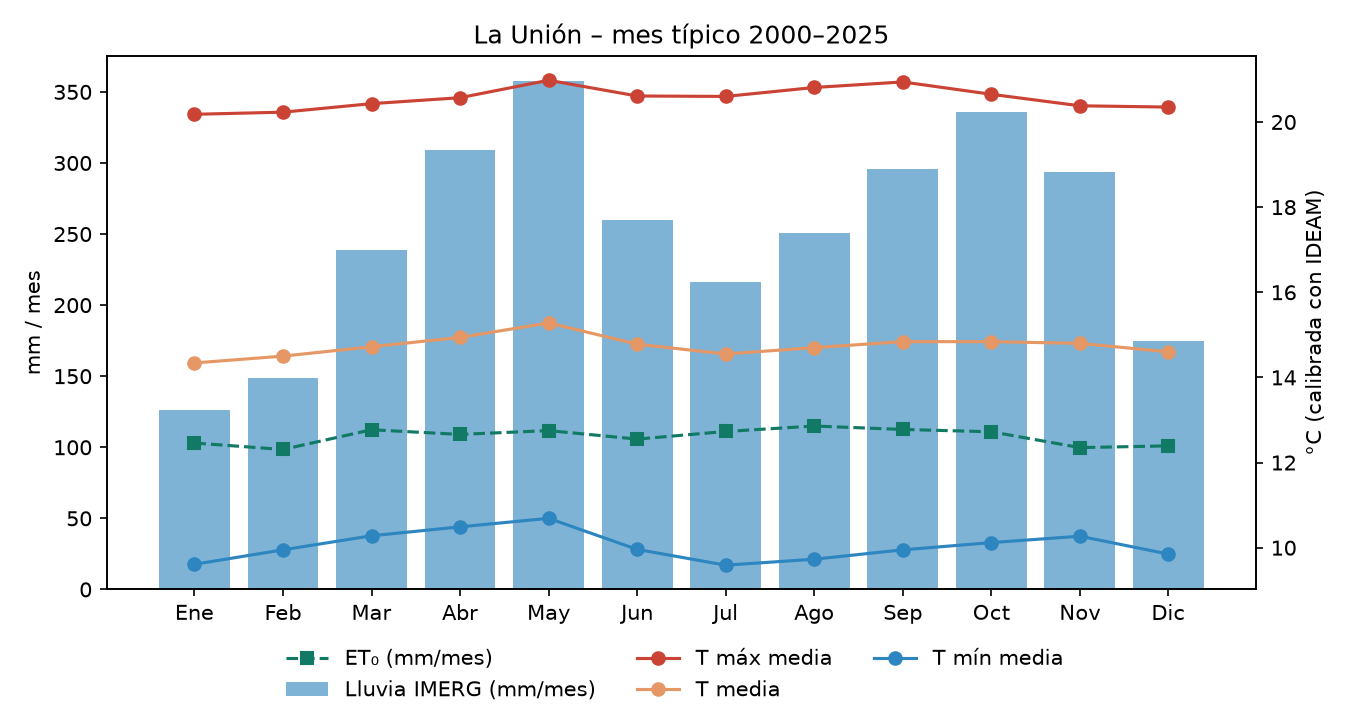 La Unión – mes típico 2000–2025
mm / mes
350
300
250
200
150
100
50
0
20
18
16
14
12
10
°C (calibrada con IDEAM)
Ene Feb Mar Abr May Jun Jul Ago Sep Oct Nov Dic
ET₀ (mm/mes) T máx media T mín media
Lluvia IMERG (mm/mes) T media